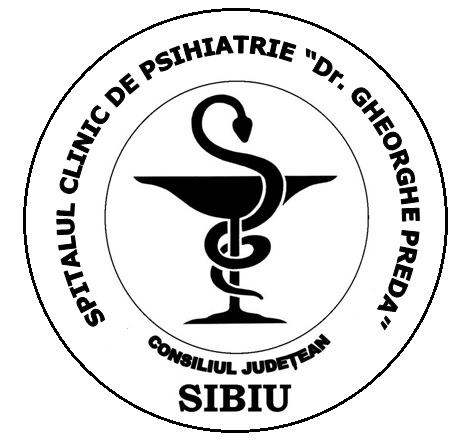 SPITALUL CLINIC DE PSIHIATRIE “Dr. GHEORGHE PREDA”
CONSILIUL JUDEȚEAN
SIBIU